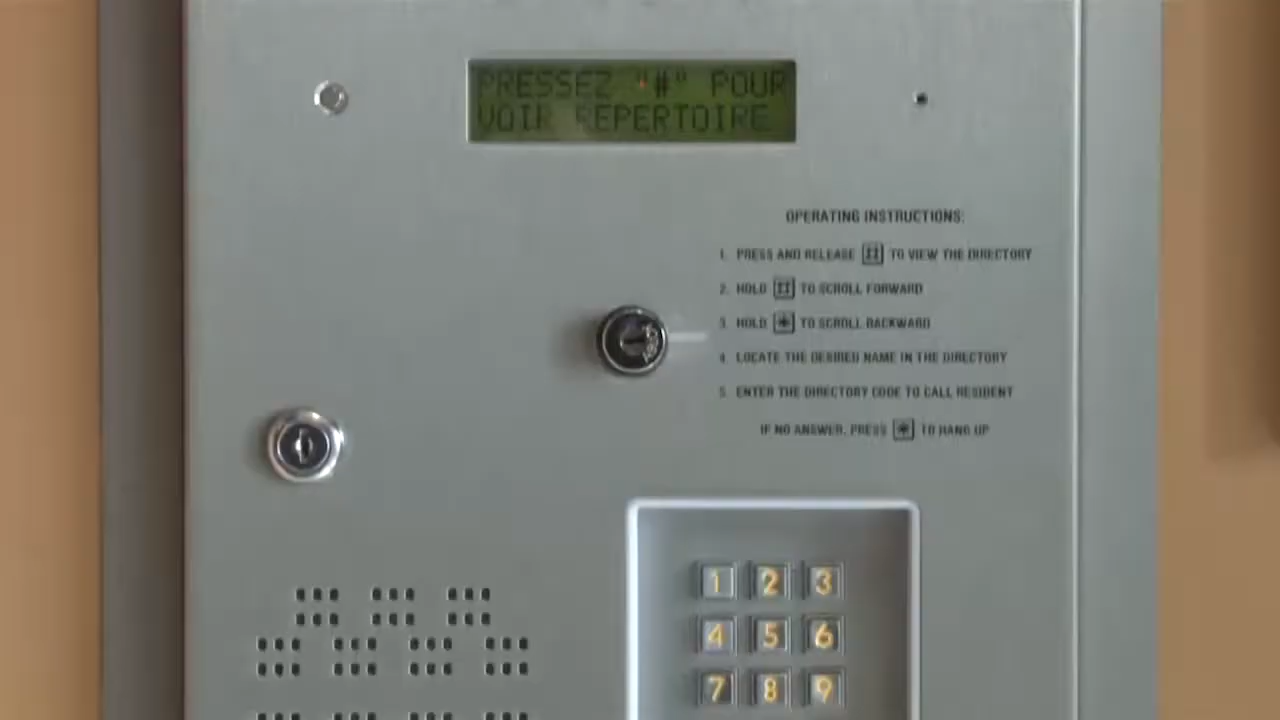 PRESSEZ "#" POUR
VOIR REPERTOIRE
OPERATING INSTRUCTIONS:
1. PRESS AND RELEASE # TO VIEW THE DIRECTORY
2. HOLD # TO SCROLL FORWARD
3. HOLD * TO SCROLL BACKWARD
4. LOCATE THE DESIRED NAME IN THE DIRECTORY
5. ENTER THE DIRECTORY CODE TO CALL RESIDENT
IF NO ANSWER, PRESS * TO HANG UP
1 2 3
4 5 6
7 8 9